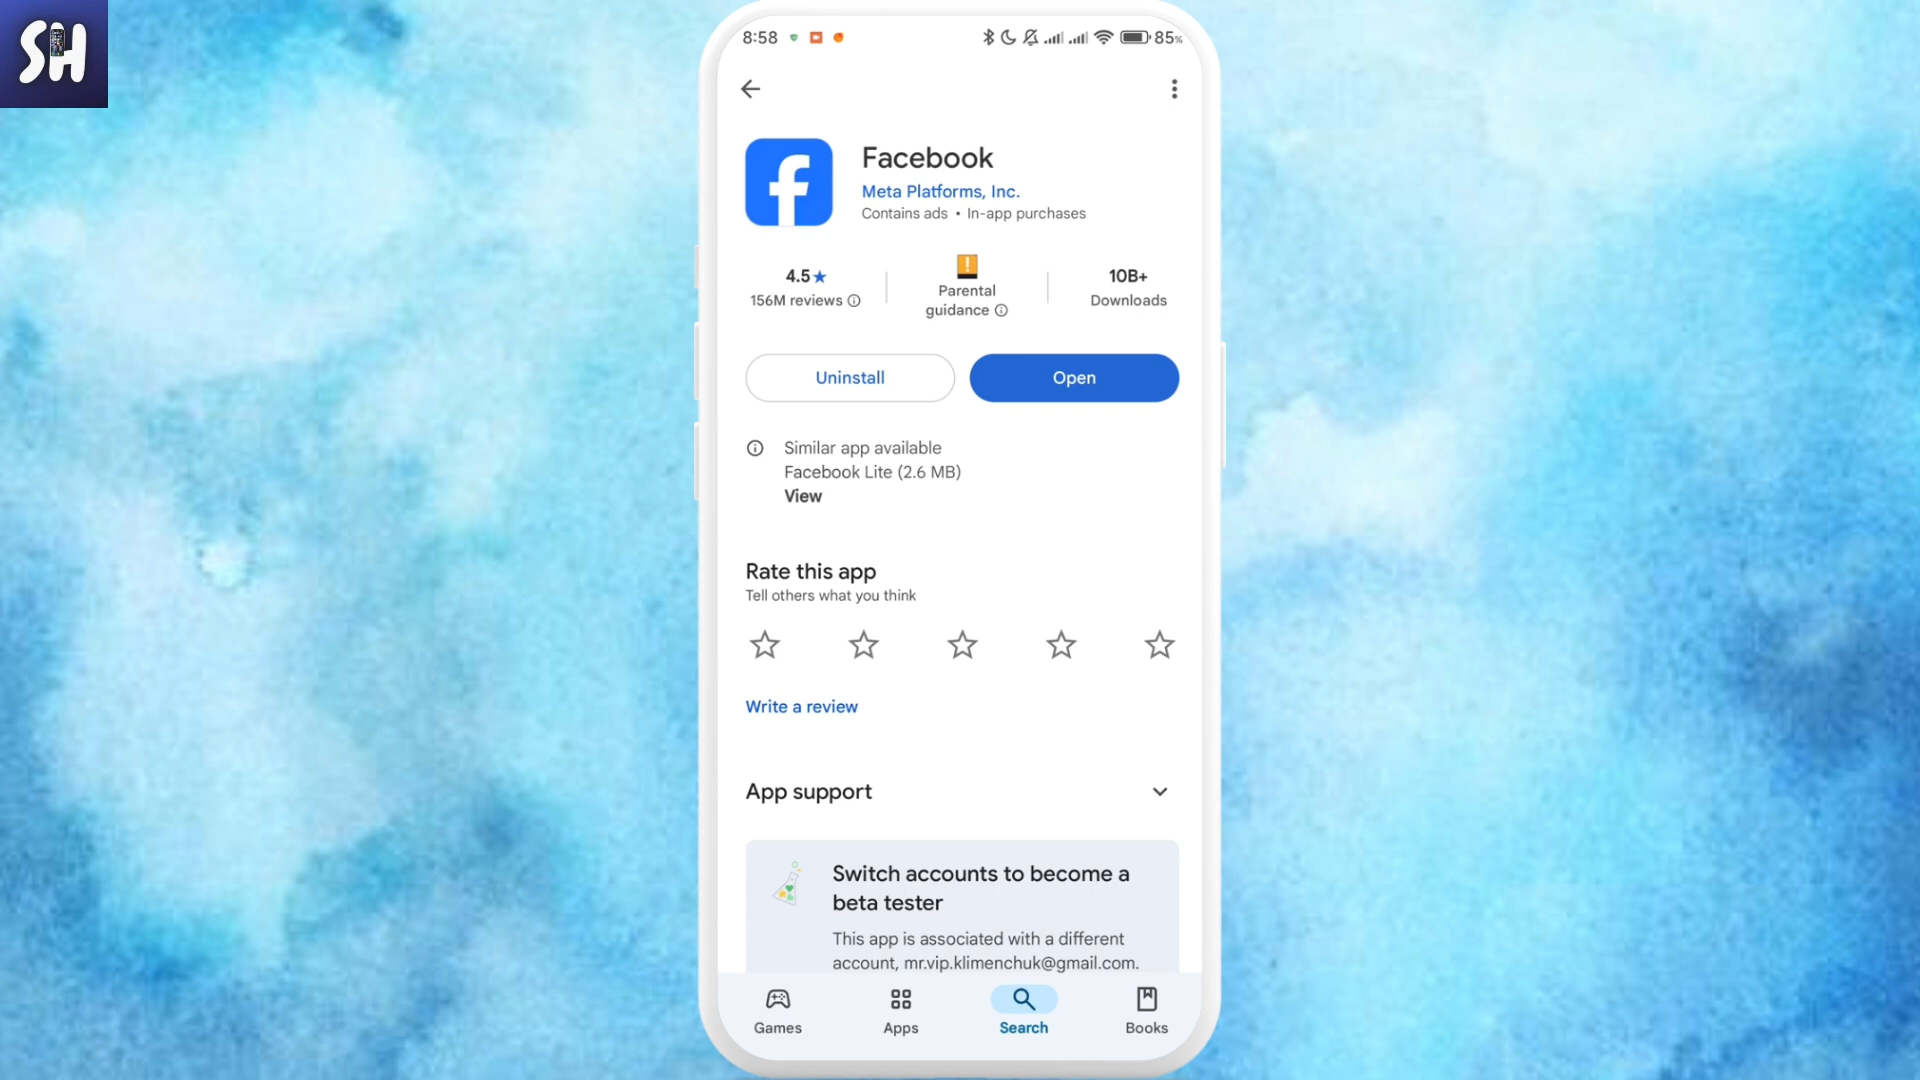 SH
8:58
85%
Facebook
Meta Platforms, Inc.
Contains ads • In-app purchases
4.5★
156M reviews
Parental
guidance
10B+
Downloads
Uninstall
Open
Similar app available
Facebook Lite (2.6 MB)
View
Rate this app
Tell others what you think
Write a review
App support
Switch accounts to become a
beta tester
This app is associated with a different
account, mr.vip.klimenchuk@gmail.com.
Games
Apps
Search
Books